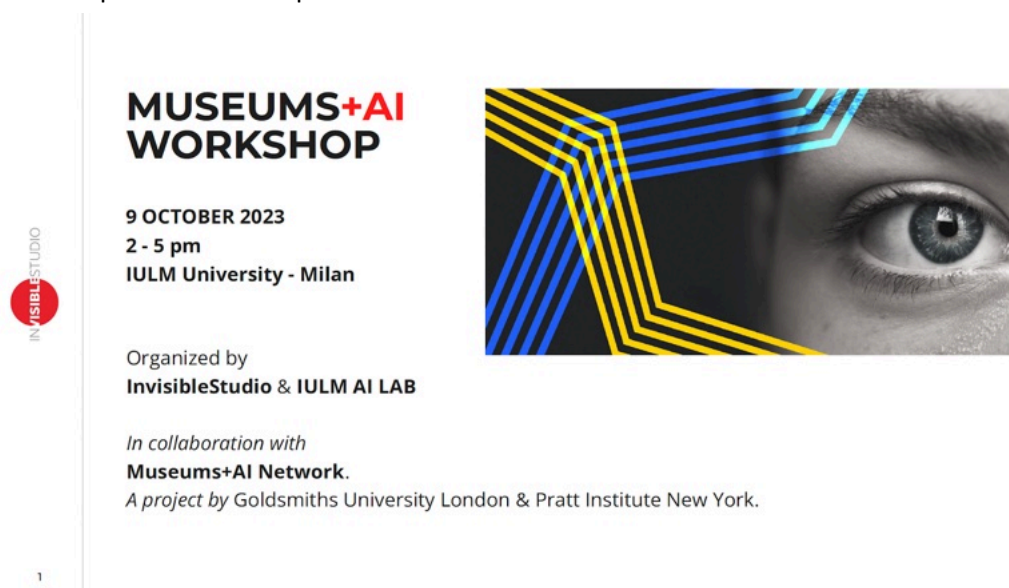 MUSEUMS+AI
WORKSHOP
9 OCTOBER 2023
2 - 5 pm
IULM University - Milan
INVISIBLESTUDIO
Organized by
InvisibleStudio & IULM AI LAB
In collaboration with
Museums+AI Network.
A project by Goldsmiths University London & Pratt Institute New York.
1